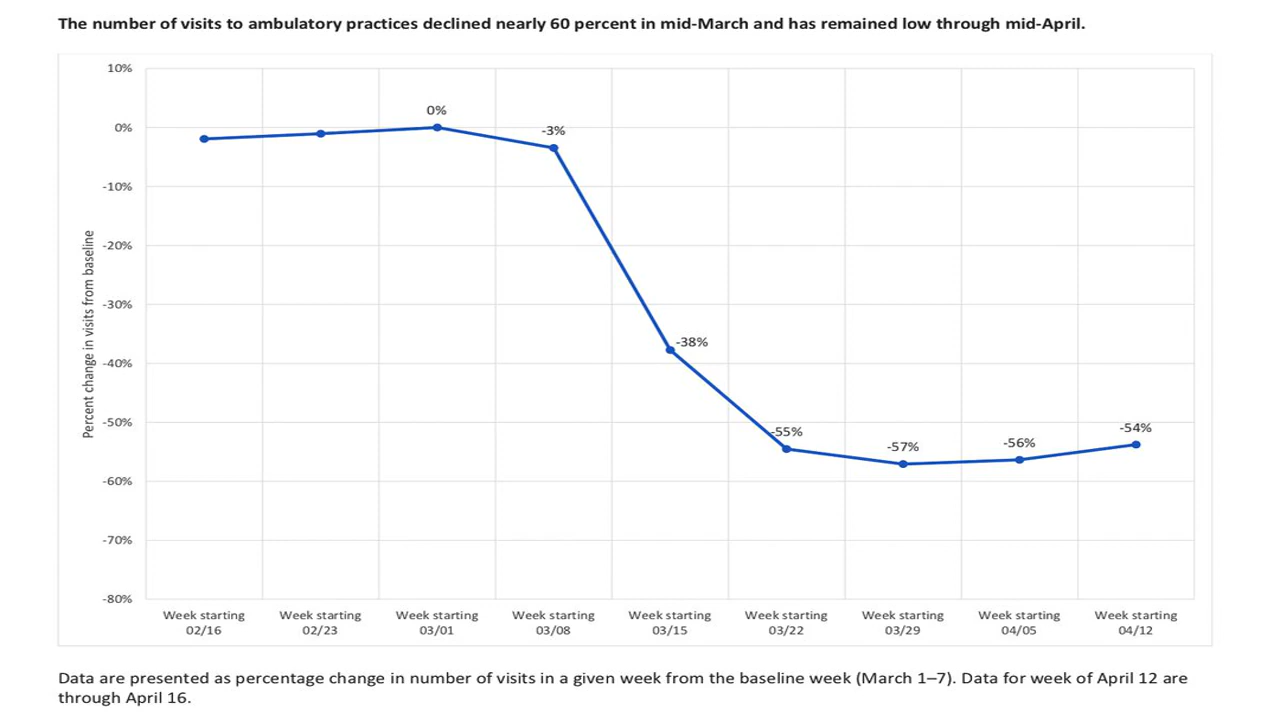 The number of visits to ambulatory practices declined nearly 60 percent in mid-March and has remained low through mid-April.
10%
0%
-10%
-20%
-30%
-40%
-50%
-60%
-70%
-80%
Percent change in visits from baseline
0%
-3%
-38%
-55%
-57%
-56%
-54%
Week starting
02/16
Week starting
02/23
Week starting
03/01
Week starting
03/08
Week starting
03/15
Week starting
03/22
Week starting
03/29
Week starting
04/05
Week starting
04/12
Data are presented as percentage change in number of visits in a given week from the baseline week (March 1–7). Data for week of April 12 are
through April 16.